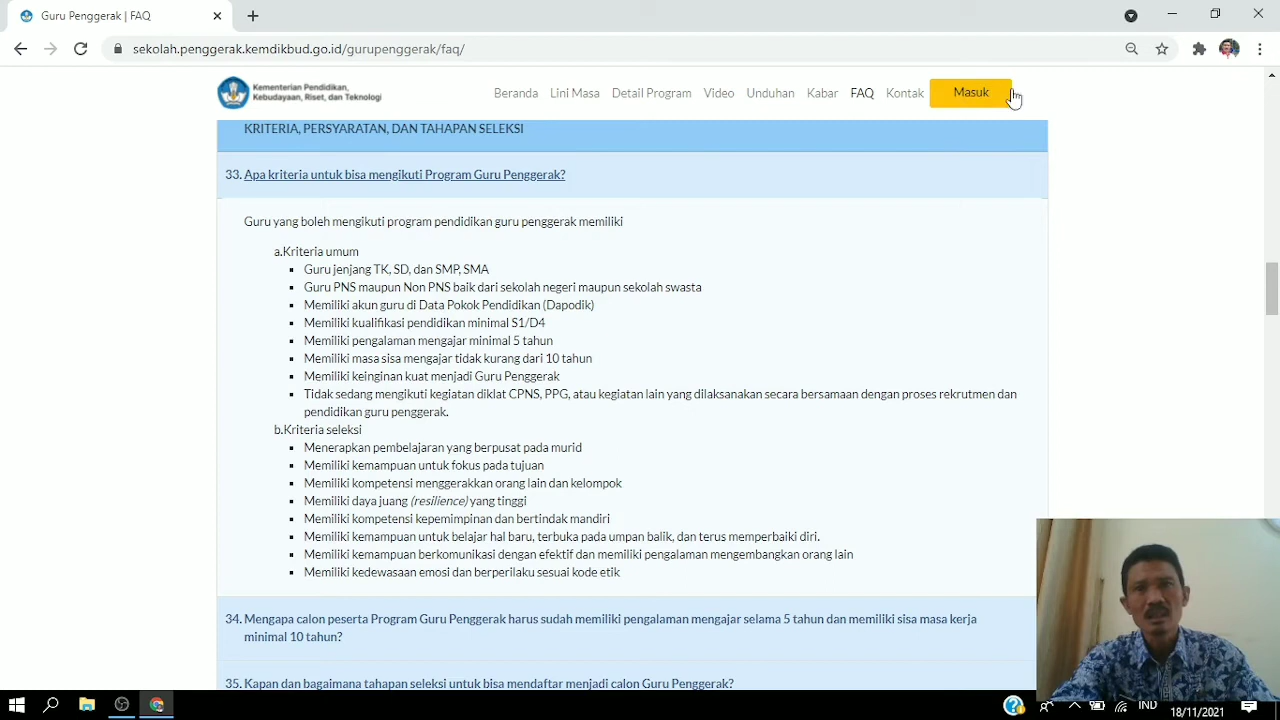 Guru Penggerak | FAQ
sekolah.penggerak.kemdikbud.go.id/gurupenggerak/faq/
Kementerian Pendidikan,
Kebudayaan, Riset, dan Teknologi
Beranda
Lini Masa
Detail Program
Video
Unduhan
Kabar
FAQ
Kontak
Masuk
KRITERIA, PERSYARATAN, DAN TAHAPAN SELEKSI
33. Apa kriteria untuk bisa mengikuti Program Guru Penggerak?
Guru yang boleh mengikuti program pendidikan guru penggerak memiliki
a.Kriteria umum
▪ Guru jenjang TK, SD, dan SMP, SMA
▪ Guru PNS maupun Non PNS baik dari sekolah negeri maupun sekolah swasta
▪ Memiliki akun guru di Data Pokok Pendidikan (Dapodik)
▪ Memiliki kualifikasi pendidikan minimal S1/D4
▪ Memiliki pengalaman mengajar minimal 5 tahun
▪ Memiliki masa sisa mengajar tidak kurang dari 10 tahun
▪ Memiliki keinginan kuat menjadi Guru Penggerak
▪ Tidak sedang mengikuti kegiatan diklat CPNS, PPG, atau kegiatan lain yang dilaksanakan secara bersamaan dengan proses rekrutmen dan
pendidikan guru penggerak.
b.Kriteria seleksi
▪ Menerapkan pembelajaran yang berpusat pada murid
▪ Memiliki kemampuan untuk fokus pada tujuan
▪ Memiliki kompetensi menggerakkan orang lain dan kelompok
▪ Memiliki daya juang (resilience) yang tinggi
▪ Memiliki kompetensi kepemimpinan dan bertindak mandiri
▪ Memiliki kemampuan untuk belajar hal baru, terbuka pada umpan balik, dan terus memperbaiki diri.
▪ Memiliki kemampuan berkomunikasi dengan efektif dan memiliki pengalaman mengembangkan orang lain
▪ Memiliki kedewasaan emosi dan berperilaku sesuai kode etik
34. Mengapa calon peserta Program Guru Penggerak harus sudah memiliki pengalaman mengajar selama 5 tahun dan memiliki sisa masa kerja
minimal 10 tahun?
35. Kapan dan bagaimana tahapan seleksi untuk bisa mendaftar menjadi calon Guru Penggerak?
IND
18/11/2021